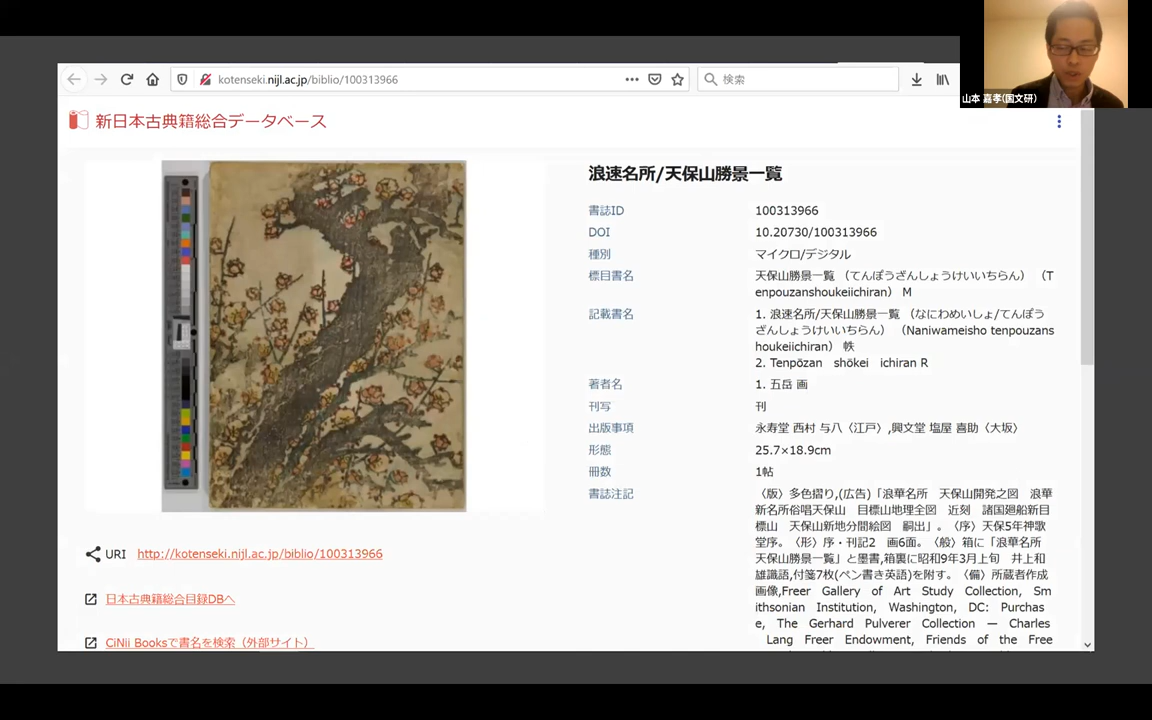 kotenseki.nijl.ac.jp/biblio/100313966
検索
山本 嘉孝(国文研)
新日本古典籍総合データベース
浪速名所/天保山勝景一覧
書誌ID 100313966
DOI 10.20730/100313966
種別 マイクロ/デジタル
標目書名 天保山勝景一覧 （てんぽうざんしょうけいいちらん） （T
enpouzanshoukeiichiran） M
記載書名 1. 浪速名所/天保山勝景一覧 （なにわめいしょ/てんぽう
ざんしょうけいいちらん） （Naniwameisho tenpouzans
houkeiichiran） 帙
2. Tenpōzan shōkei ichiran R
著者名 1. 五岳 画
刊写 刊
出版事項 永寿堂 西村 与八〈江戸〉,興文堂 塩屋 喜助〈大坂〉
形態 25.7×18.9cm
冊数 1帖
書誌注記 〈版〉多色摺り,(広告)「浪華名所 天保山開発之図 浪華
新名所俗唱天保山 目標山地理全図 近刻 諸国廻船新目
標山 天保山新地分間絵図 嗣出」。〈序〉天保5年神歌
堂序。〈形〉序・刊記2 画6面。〈般〉箱に「浪華名所
天保山勝景一覧」と墨書,箱裏に昭和9年3月上旬 井上和
雄識語,付箋7枚(ペン書き英語)を附す。〈備〉所蔵者作成
画像,Freer Gallery of Art Study Collection, Sm
ithsonian Institution, Washington, DC: Purchas
e, The Gerhard Pulverer Collection — Charles
Lang Freer Endowment, Friends of the Free
URI http://kotenseki.nijl.ac.jp/biblio/100313966
日本古典籍総合目録DBへ
CiNii Booksで書名を検索（外部サイト）